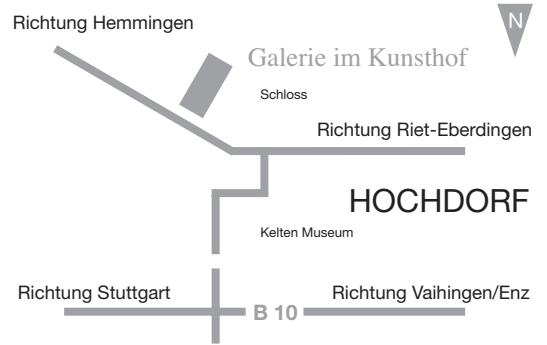 Richtung Hemmingen
N
Galerie im Kunsthof
Schloss
Richtung Riet-Eberdingen
HOCHDORF
Kelten Museum
Richtung Stuttgart
Richtung Vaihingen/Enz
B 10